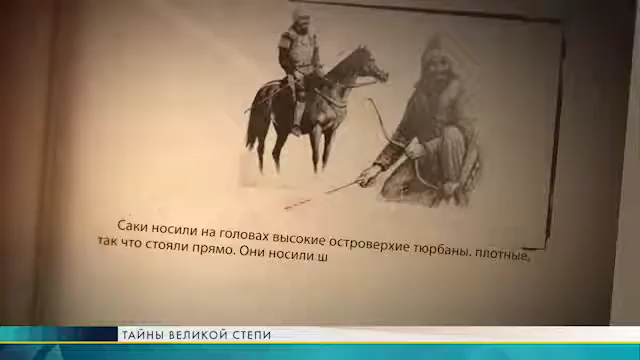 Саки носили на головах высокие островерхие тюрбаны. плотные,
так что стояли прямо. Они носили ш
ТАЙНЫ ВЕЛИКОЙ СТЕПИ